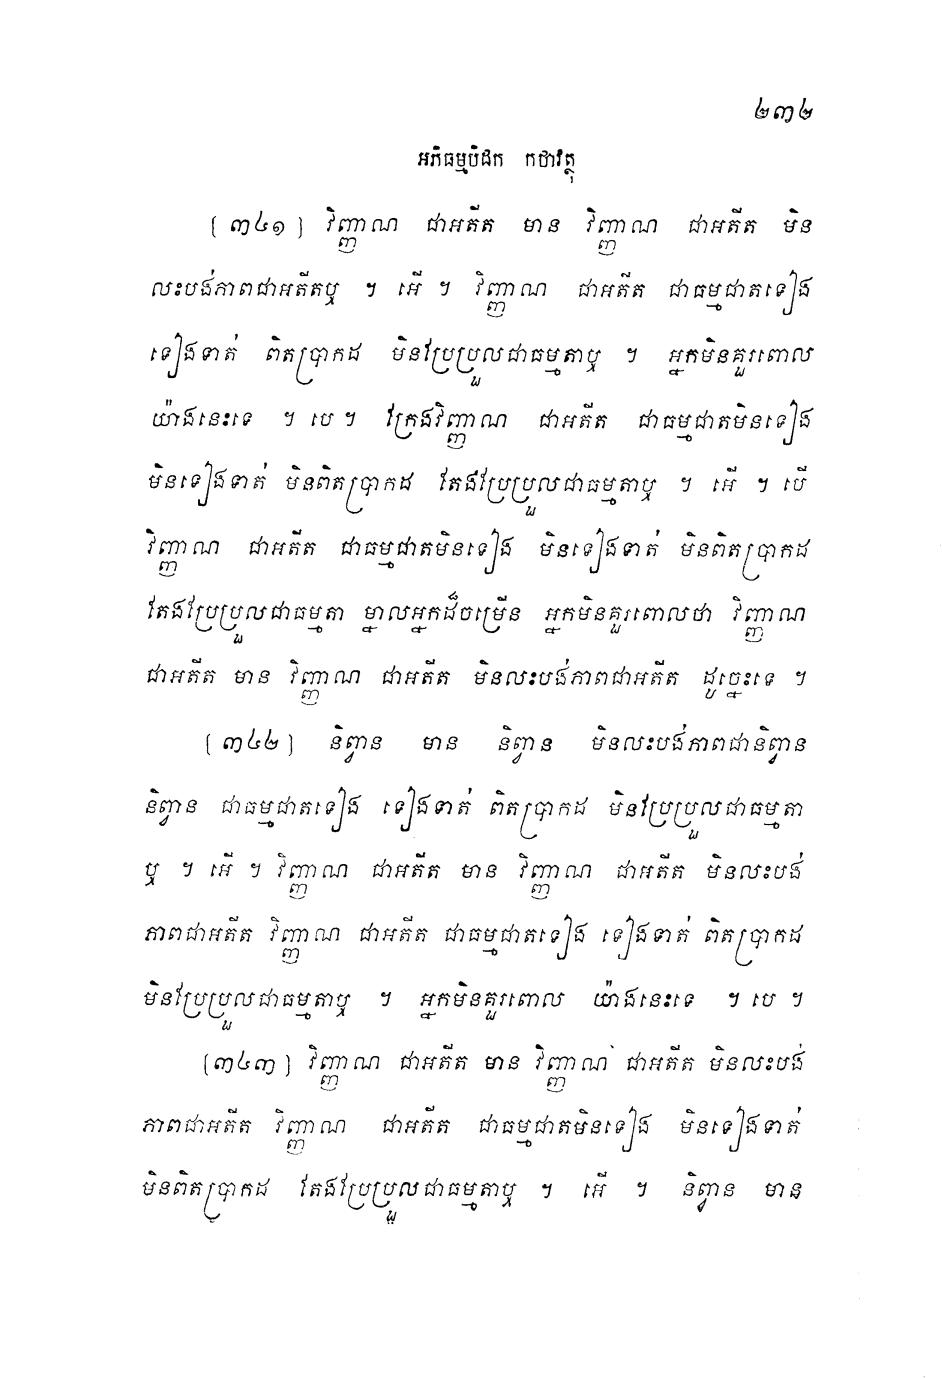 ២៣២
អភិធម្មបិដក កថាវត្ថុ
[៣៤១] វិញ្ញាណ ជាអតីត មាន វិញ្ញាណ ជាអតីត មិន
លះបង់ភាពជាអតីតឬ ។ អើ ។ វិញ្ញាណ ជាអតីត ជាធម្មជាតទៀង
ទៀងទាត់ ពិតប្រាកដ មិនប្រែប្រួលជាធម្មតាឬ ។ អ្នកមិនគួរពោល
យ៉ាងនេះទេ ។ បេ ។ ក្រែងវិញ្ញាណ ជាអតីត ជាធម្មជាតមិនទៀង
មិនទៀងទាត់ មិនពិតប្រាកដ តែងប្រែប្រួលជាធម្មតាឬ ។ អើ ។ បើ
វិញ្ញាណ ជាអតីត ជាធម្មជាតមិនទៀង មិនទៀងទាត់ មិនពិតប្រាកដ
តែងប្រែប្រួលជាធម្មតា ម្នាលអ្នកដ៏ចម្រើន អ្នកមិនគួរពោលថា វិញ្ញាណ
ជាអតីត មាន វិញ្ញាណ ជាអតីត មិនលះបង់ភាពជាអតីត ដូច្នេះទេ ។
[៣៤២] និព្វាន មាន និព្វាន មិនលះបង់ភាពជានិព្វាន
និព្វាន ជាធម្មជាតទៀង ទៀងទាត់ ពិតប្រាកដ មិនប្រែប្រួលជាធម្មតា
ឬ ។ អើ ។ វិញ្ញាណ ជាអតីត មាន វិញ្ញាណ ជាអតីត មិនលះបង់
ភាពជាអតីត វិញ្ញាណ ជាអតីត ជាធម្មជាតទៀង ទៀងទាត់ ពិតប្រាកដ
មិនប្រែប្រួលជាធម្មតាឬ ។ អ្នកមិនគួរពោល យ៉ាងនេះទេ ។ បេ ។
[៣៤៣] វិញ្ញាណ ជាអតីត មាន វិញ្ញាណ ជាអតីត មិនលះបង់
ភាពជាអតីត វិញ្ញាណ ជាអតីត ជាធម្មជាតមិនទៀង មិនទៀងទាត់
មិនពិតប្រាកដ តែងប្រែប្រួលជាធម្មតាឬ ។ អើ ។ និព្វាន មាន